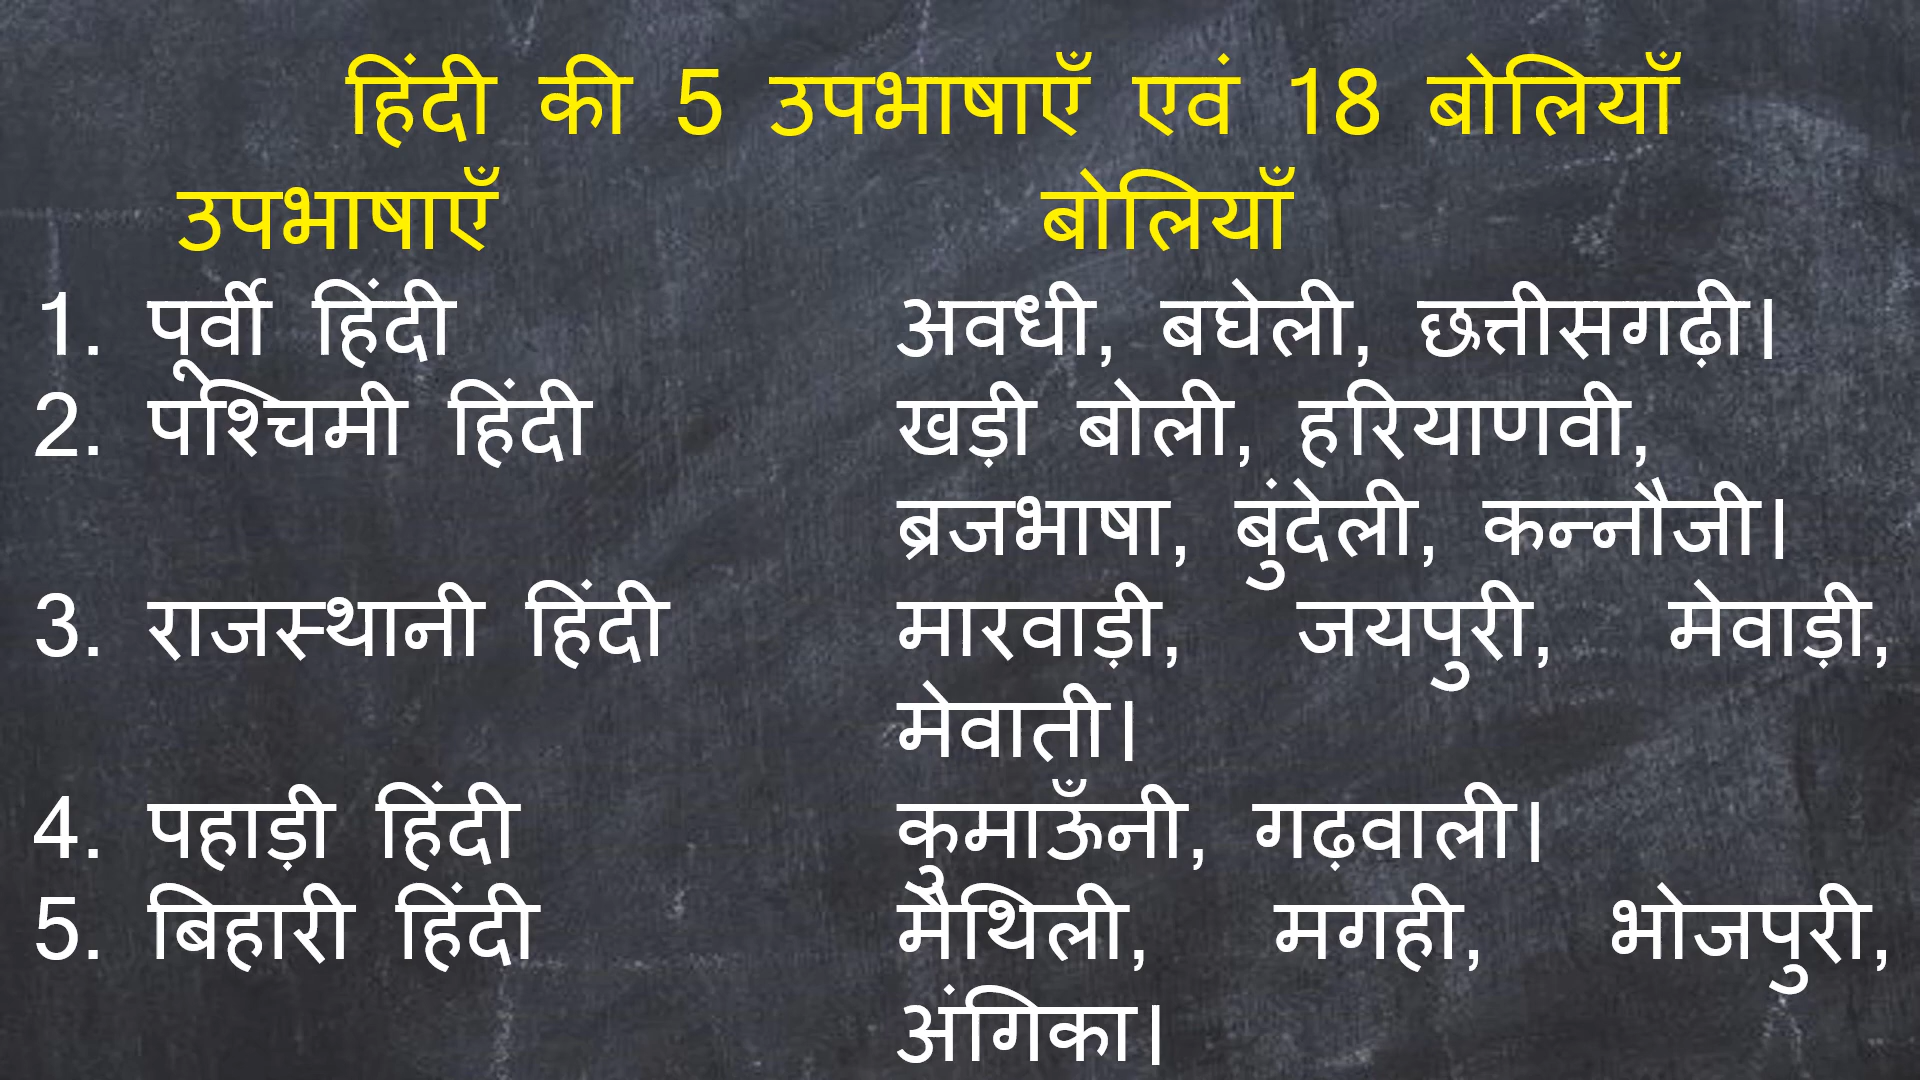 हिंदी की 5 उपभाषाएँ एवं 18 बोलियाँ
उपभाषाएँ बोलियाँ
1. पूर्वी हिंदी अवधी, बघेली, छत्तीसगढ़ी।
2. पश्चिमी हिंदी खड़ी बोली, हरियाणवी,
ब्रजभाषा, बुंदेली, कन्नौजी।
3. राजस्थानी हिंदी मारवाड़ी, जयपुरी, मेवाड़ी,
मेवाती।
4. पहाड़ी हिंदी कुमाऊँनी, गढ़वाली।
5. बिहारी हिंदी मैथिली, मगही, भोजपुरी,
अंगिका।